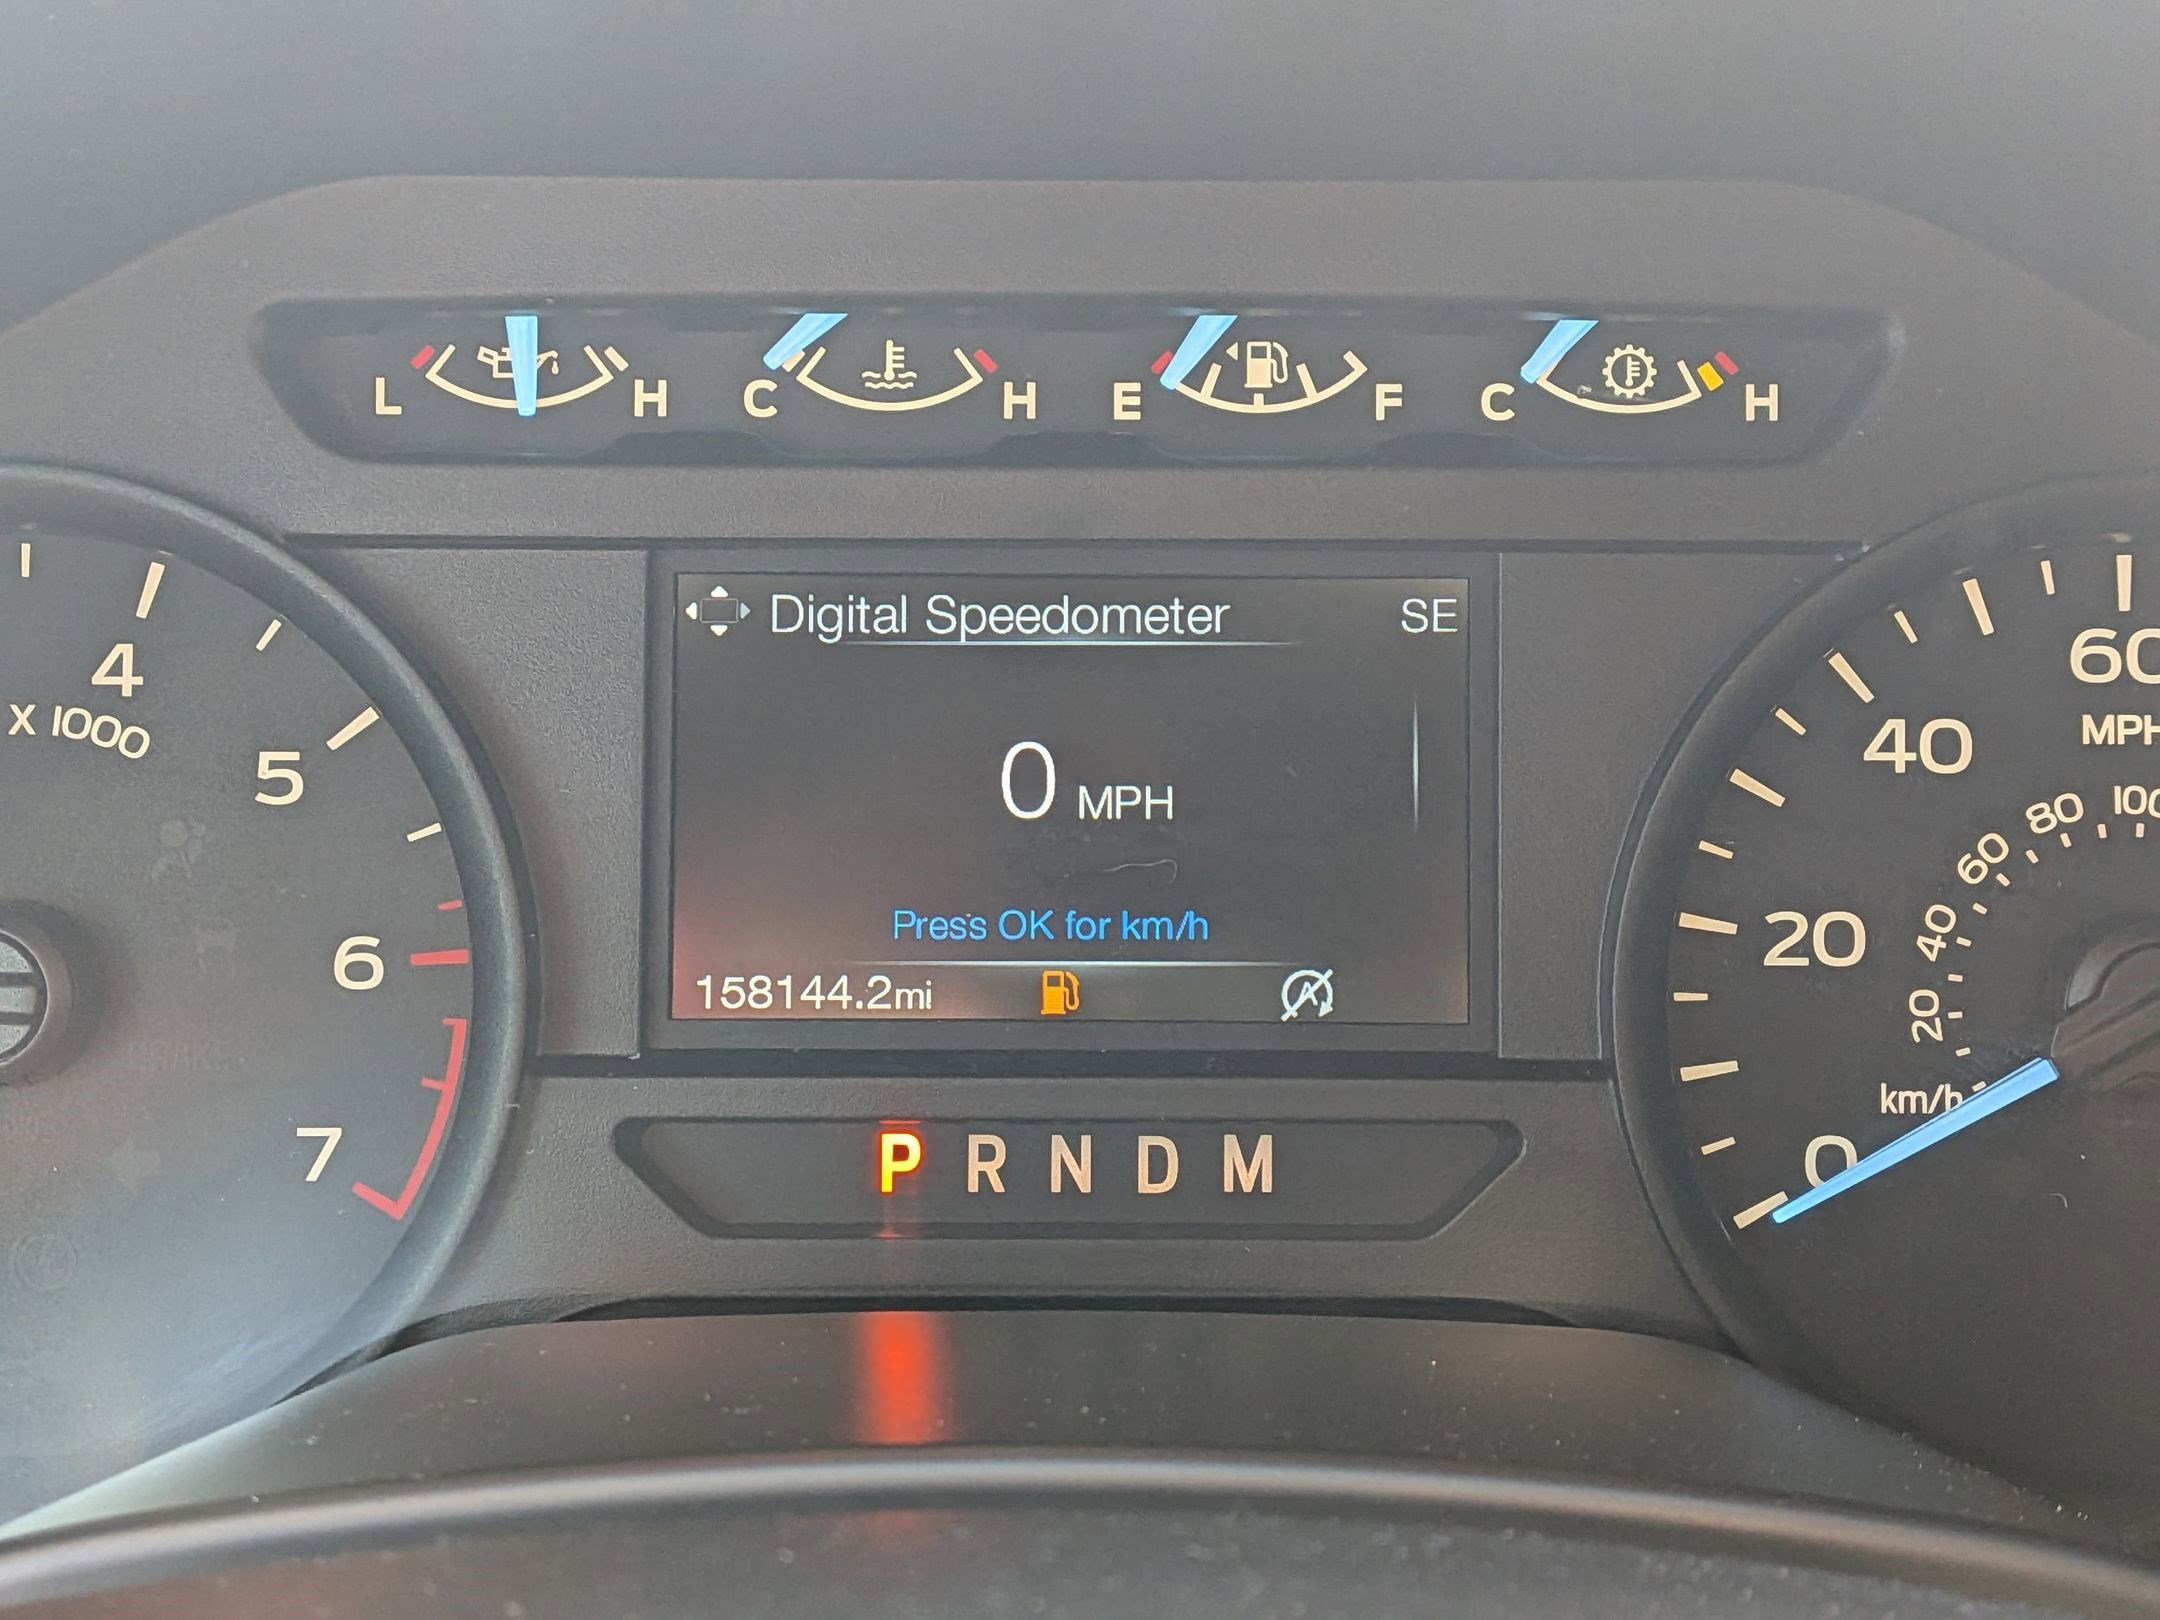 L H C H E F C H
Digital Speedometer SE
0 MPH
Press OK for km/h
158144.2mi
4
X 1000
5
6
7
P R N D M
60
MPH
40
20
0
100
80
60
40
20
km/h